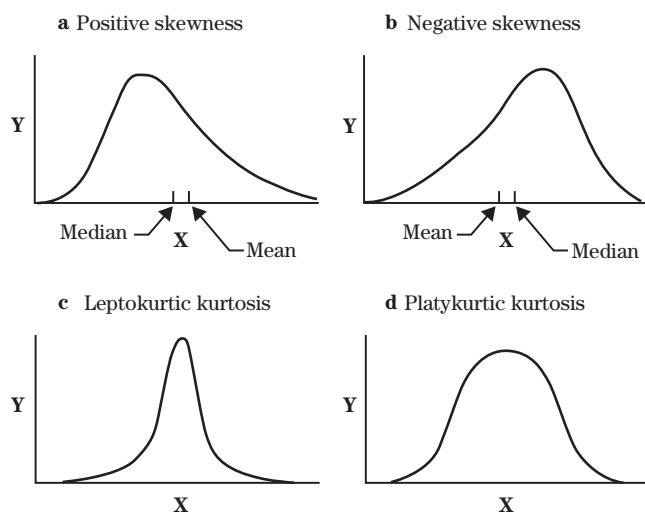 a Positive skewness
Y
Median
X
Mean
b Negative skewness
Y
Mean
X
Median
c Leptokurtic kurtosis
Y
X
d Platykurtic kurtosis
Y
X